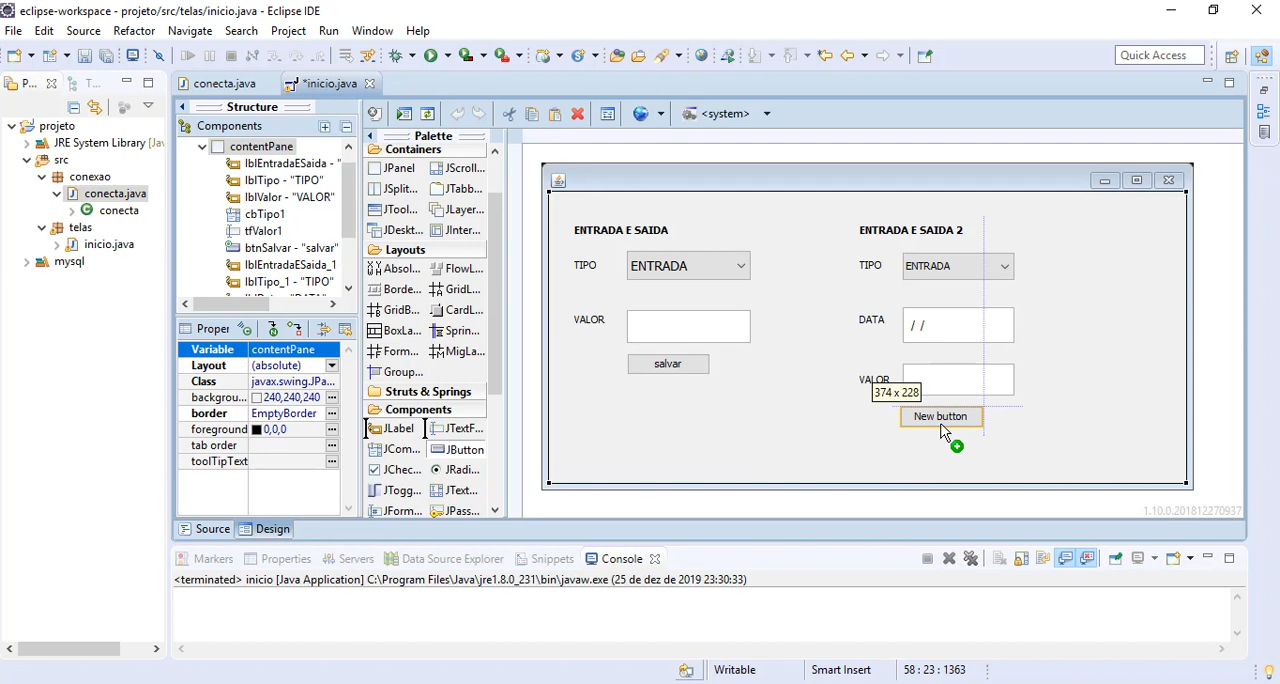 eclipse-workspace - projeto/src/telas/inicio.java - Eclipse IDE
File Edit Source Refactor Navigate Search Project Run Window Help
Quick Access
P... T...
projeto
JRE System Library [Jav
src
conexao
conecta.java
conecta
telas
inicio.java
mysql
conecta.java *inicio.java
Structure
Components
contentPane
lblEntradaESaida - "
lblTipo - "TIPO"
lblValor - "VALOR"
cbTipo1
tfValor1
btnSalvar - "salvar"
lblEntradaESaida_1
lblTipo_1 - "TIPO"
Proper
Variable contentPane
Layout (absolute)
Class javax.swing.JPa...
backgrou... 240,240,240
border EmptyBorder
foreground 0,0,0
tab order
toolTipText
Source Design
<system>
Palette
Containers
JPanel JScroll...
JSplit... JTabb...
JTool... JLayer...
JDeskt... JInter...
Layouts
Absol... FlowL...
Borde... GridL...
GridB... CardL...
BoxLa... Sprin...
Form... MigLa...
Group...
Struts & Springs
Components
JLabel JTextF...
JCom... JButton
JChec... JRadi...
JTogg... JText...
JForm... JPass...
ENTRADA E SAIDA
TIPO ENTRADA
VALOR
salvar
ENTRADA E SAIDA 2
TIPO ENTRADA
DATA / /
VALOR
374 x 228
New button
1.10.0.201812270937
Markers Properties Servers Data Source Explorer Snippets Console
<terminated> inicio [Java Application] C:\Program Files\Java\jre1.8.0_231\bin\javaw.exe (25 de dez de 2019 23:30:33)
Writable Smart Insert 58 : 23 : 1363